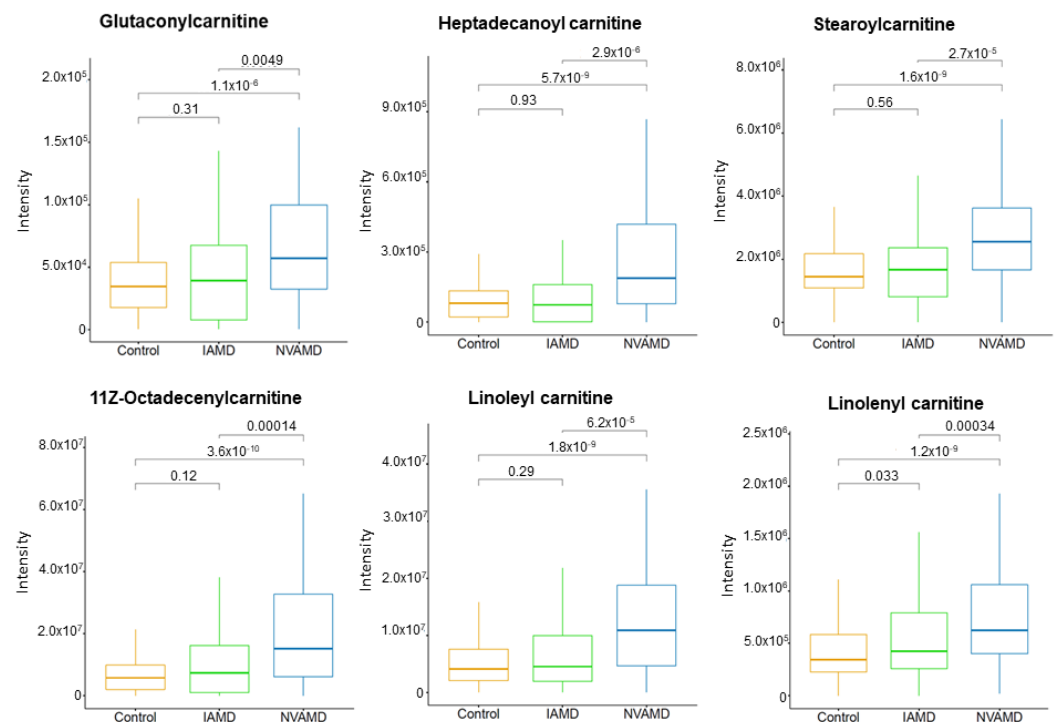 Glutaconylcarnitine
2.0x10⁵
1.5x10⁵
1.0x10⁵
5.0x10⁴
0
Intensity
0.0049
1.1x10⁻⁶
0.31
Control IAMD NVAMD
Heptadecanoyl carnitine
9.0x10⁵
6.0x10⁵
3.0x10⁵
0
Intensity
2.9x10⁻⁶
5.7x10⁻⁹
0.93
Control IAMD NVAMD
Stearoylcarnitine
8.0x10⁶
6.0x10⁶
4.0x10⁶
2.0x10⁶
0
Intensity
2.7x10⁻⁵
1.6x10⁻⁹
0.56
Control IAMD NVAMD
11Z-Octadecenylcarnitine
8.0x10⁷
6.0x10⁷
4.0x10⁷
2.0x10⁷
0
Intensity
0.00014
3.6x10⁻¹⁰
0.12
Control IAMD NVAMD
Linoleyl carnitine
4.0x10⁷
3.0x10⁷
2.0x10⁷
1.0x10⁷
0
Intensity
6.2x10⁻⁵
1.8x10⁻⁹
0.29
Control IAMD NVAMD
Linolenyl carnitine
2.5x10⁶
2.0x10⁶
1.5x10⁶
1.0x10⁶
5.0x10⁵
0
Intensity
0.00034
1.2x10⁻⁹
0.033
Control IAMD NVAMD